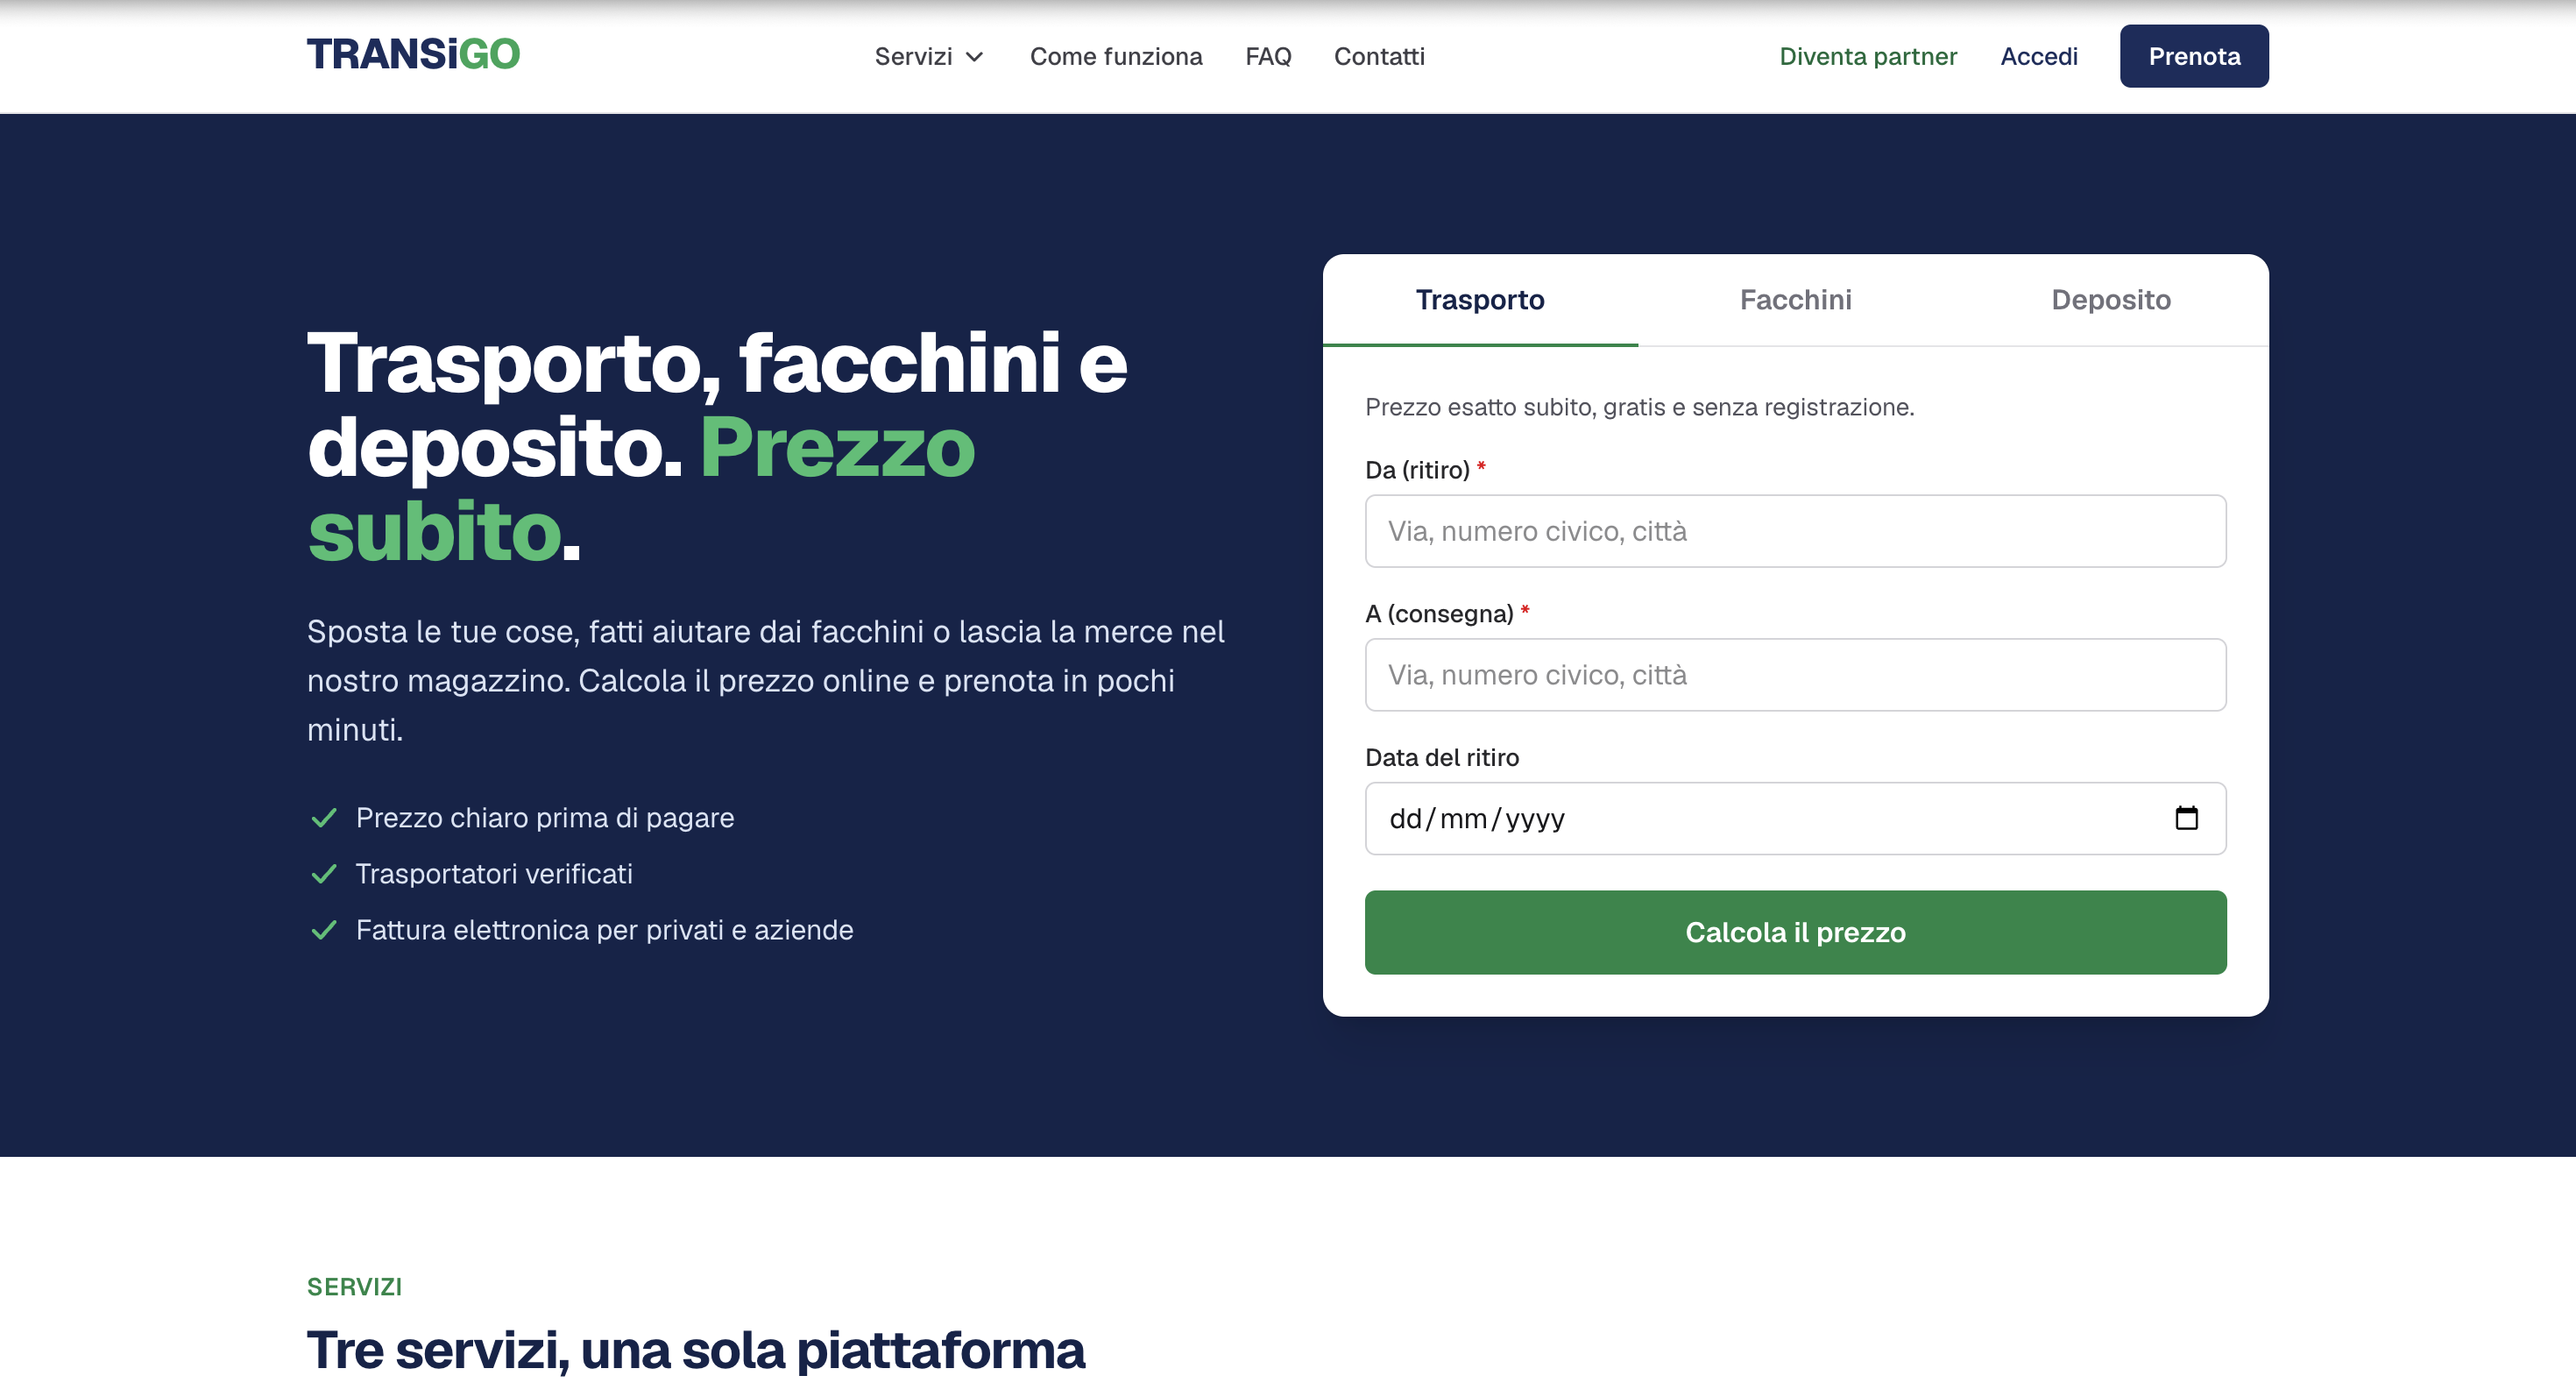 TRANSiGO
Servizi
Come funziona
FAQ
Contatti
Diventa partner
Accedi
Prenota
Trasporto, facchini e
deposito. Prezzo
subito.
Sposta le tue cose, fatti aiutare dai facchini o lascia la merce nel
nostro magazzino. Calcola il prezzo online e prenota in pochi
minuti.
Prezzo chiaro prima di pagare
Trasportatori verificati
Fattura elettronica per privati e aziende
Trasporto
Facchini
Deposito
Prezzo esatto subito, gratis e senza registrazione.
Da (ritiro) *
Via, numero civico, città
A (consegna) *
Via, numero civico, città
Data del ritiro
dd/mm/yyyy
Calcola il prezzo
SERVIZI
Tre servizi, una sola piattaforma